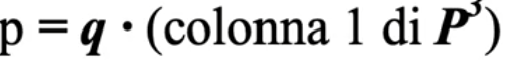 p = q · (colonna 1 di P³)